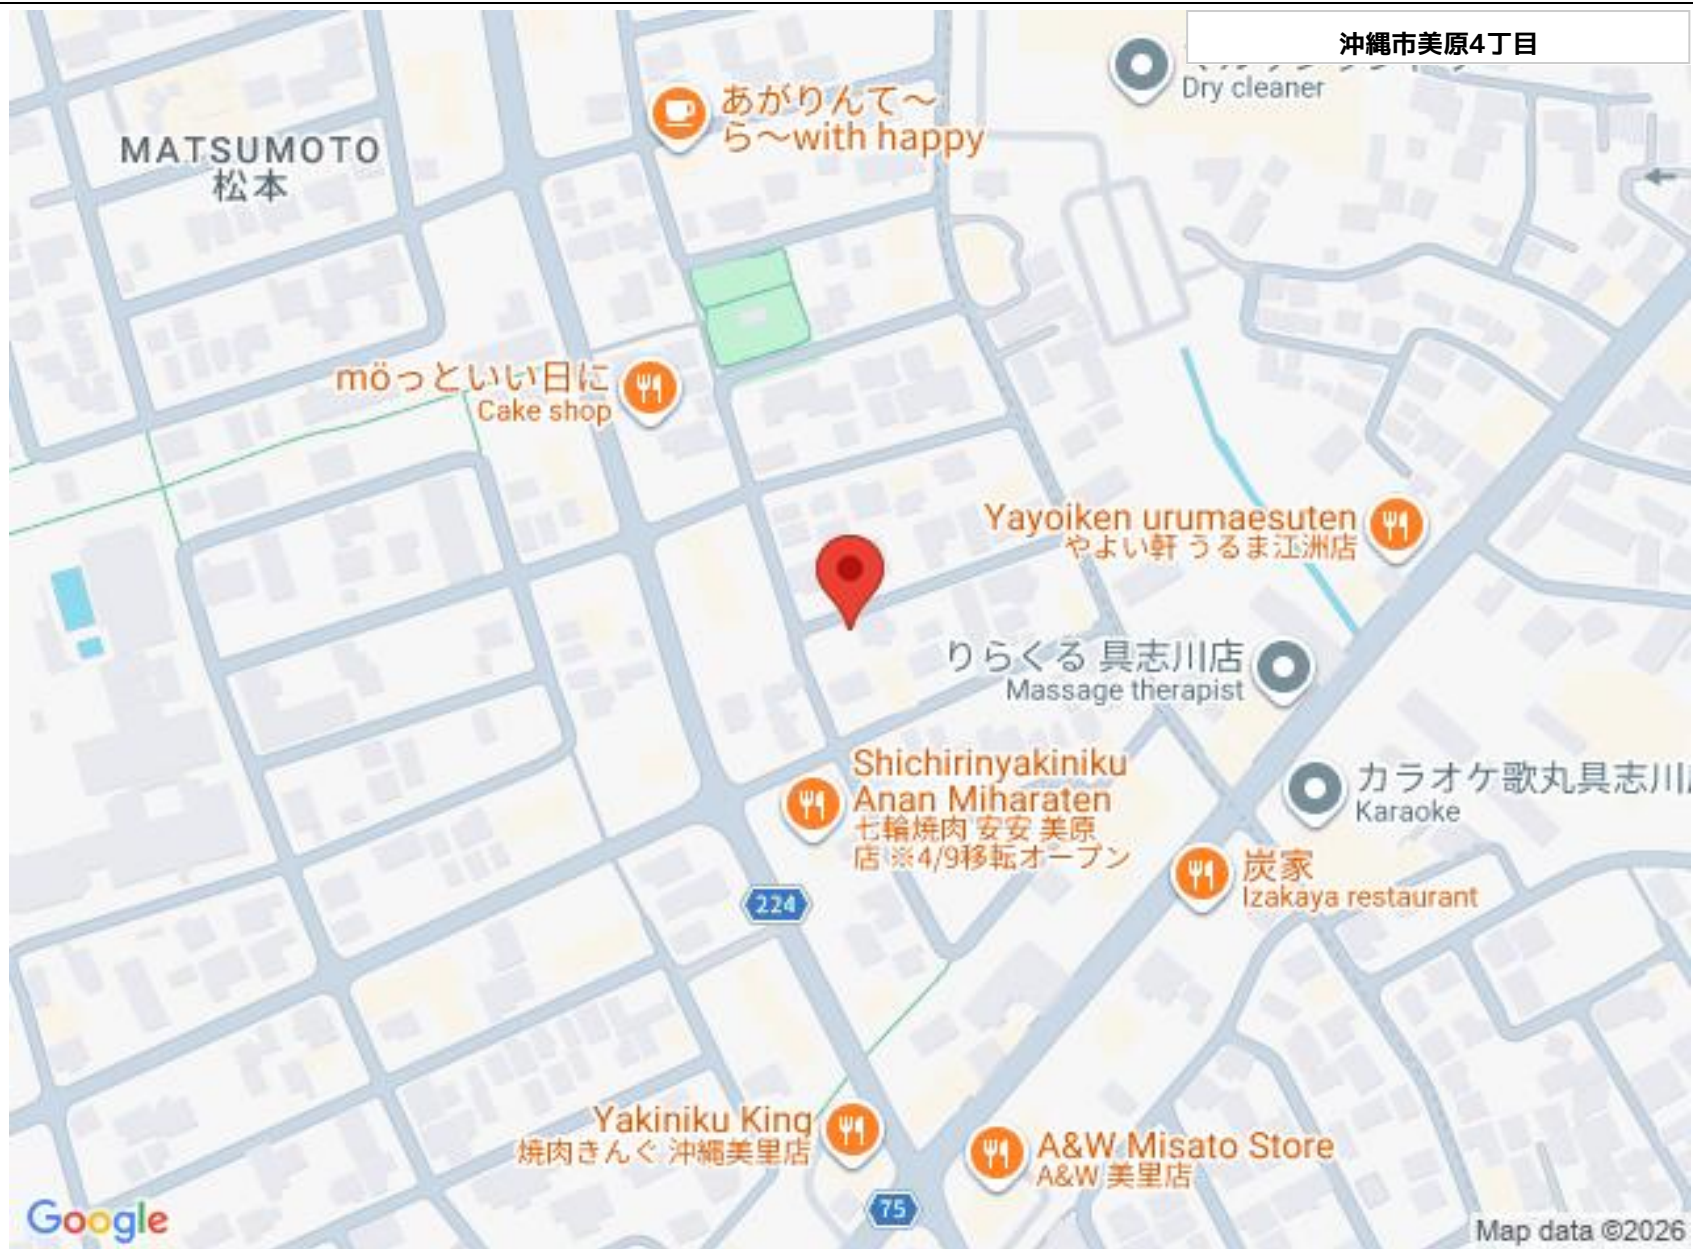 沖縄市美原4丁目
Dry cleaner
あがりんて〜
ら〜with happy
MATSUMOTO
松本
möっといい日に
Cake shop
Yayoiken urumaesuten
やよい軒 うるま江洲店
りらくる 具志川店
Massage therapist
Shichirinyakiniku
Anan Miharaten
七輪焼肉 安安 美原
店 ※4/9移転オープン
カラオケ歌丸具志川
Karaoke
炭家
Izakaya restaurant
224
Yakiniku King
焼肉きんぐ 沖縄美里店
A&W Misato Store
A&W 美里店
75
Google
Map data ©2026